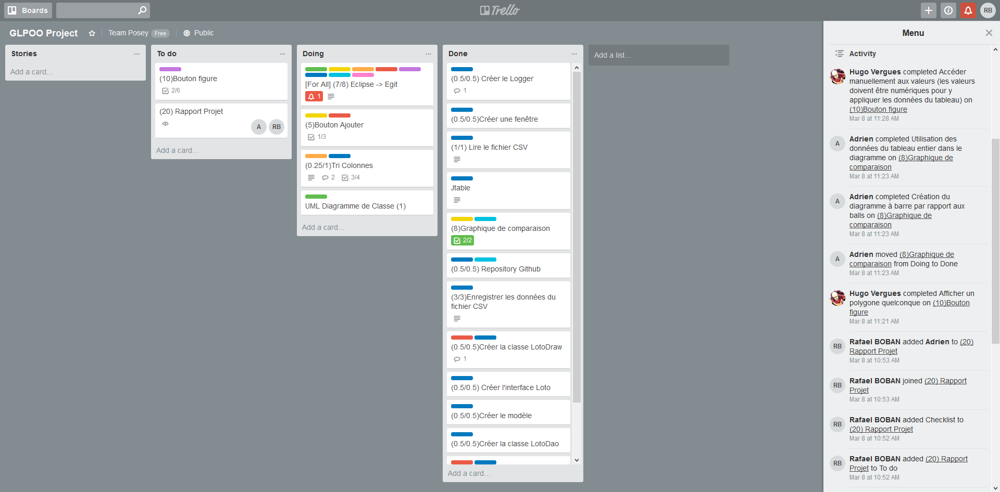 Boards
Trello
RB
GLPOO Project
Team Posey Free
Public
Stories
Add a card…
To do
(10)Bouton figure
2/6
(20) Rapport Projet
A RB
Add a card…
Doing
[For All] (7/8) Eclipse -> Egit
1
(5)Bouton Ajouter
1/3
(0.25/1)Tri Colonnes
2 3/4
UML Diagramme de Classe (1)
Add a card…
Done
(0.5/0.5) Créer le Logger
1
(0.5/0.5)Créer une fenêtre
(1/1) Lire le fichier CSV
Jtable
(8)Graphique de comparaison
2/2
(0.5/0.5) Repository Github
(3/3)Enregistrer les données du
fichier CSV
(0.5/0.5)Créer la classe LotoDraw
1
(0.5/0.5) Créer l'interface Loto
(0.5/0.5)Créer le modèle
(0.5/0.5)Créer la classe LotoDao
Add a card…
Add a list…
Menu
Activity
Hugo Vergues completed Accéder
manuellement aux valeurs (les valeurs
doivent être numériques pour y
appliquer les données du tableau) on
(10)Bouton figure
Mar 8 at 11:28 AM
A
Adrien completed Utilisation des
données du tableau entier dans le
diagramme on (8)Graphique de
comparaison
Mar 8 at 11:23 AM
A
Adrien completed Création du
diagramme à barre par rapport aux
balls on (8)Graphique de
comparaison
Mar 8 at 11:23 AM
A
Adrien moved (8)Graphique de
comparaison from Doing to Done
Mar 8 at 11:23 AM
Hugo Vergues completed Afficher un
polygone quelconque on (10)Bouton
figure
Mar 8 at 11:21 AM
RB
Rafael BOBAN added Adrien to (20)
Rapport Projet
Mar 8 at 10:53 AM
RB
Rafael BOBAN joined (20) Rapport
Projet
Mar 8 at 10:53 AM
RB
Rafael BOBAN added Checklist to
(20) Rapport Projet
Mar 8 at 10:52 AM
RB
Rafael BOBAN added (20) Rapport
Projet to To do
Mar 8 at 10:52 AM